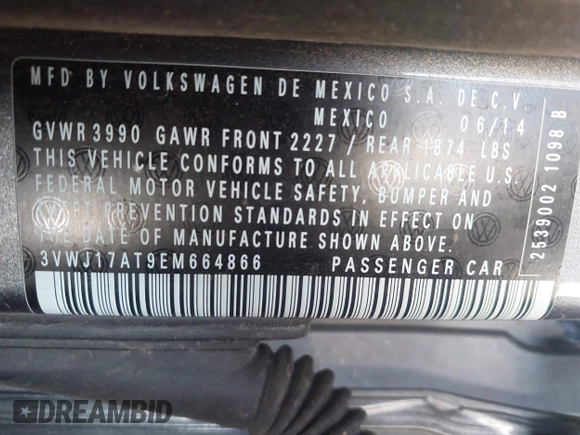 MFD BY VOLKSWAGEN DE MEXICO S.A. DE C.V
MEXICO 06/14
GVWR 3990 GAWR FRONT 2227 REAR 1874 LBS
THIS VEHICLE CONFORMS TO ALL APPLICABLE U.S.
FEDERAL MOTOR VEHICLE SAFETY, BUMPER AND
THEFT PREVENTION STANDARDS IN EFFECT ON
THE DATE OF MANUFACTURE SHOWN ABOVE.
3VWJ17AT9EM664866 PASSENGER CAR
2539002 1098 B
DREAMBID